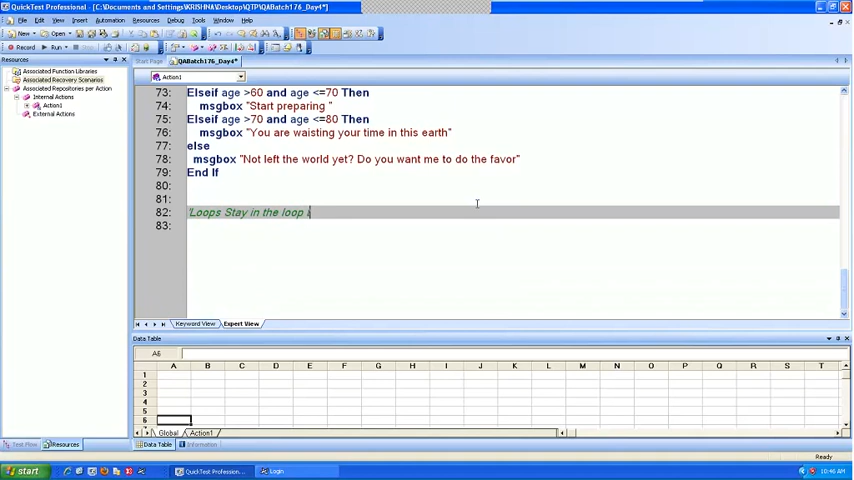 QuickTest Professional - [C:\Documents and Settings\KRISHNA\Desktop\QTP\QABatch176_Day4*]
File Edit View Insert Automation Resources Debug Tools Window Help
New Open
Record Run Stop
Resources
Start Page QABatch176_Day4*
Associated Function Libraries
Associated Recovery Scenarios
Associated Repositories per Action
Internal Actions
Action1
External Actions
Action1
73: Elseif age >60 and age <=70 Then
74: msgbox "Start preparing "
75: Elseif age >70 and age <=80 Then
76: msgbox "You are waisting your time in this earth"
77: else
78: msgbox "Not left the world yet? Do you want me to do the favor"
79: End If
80:
81:
82: 'Loops Stay in the loop
83:
Keyword View Expert View
Data Table
A6
A B C D E F G H I J K L M N O P Q R S T
1
2
3
4
5
6
Global Action1
Test Flow Resources
Data Table Information
Ready
start QuickTest Profession... Login 10:46 AM